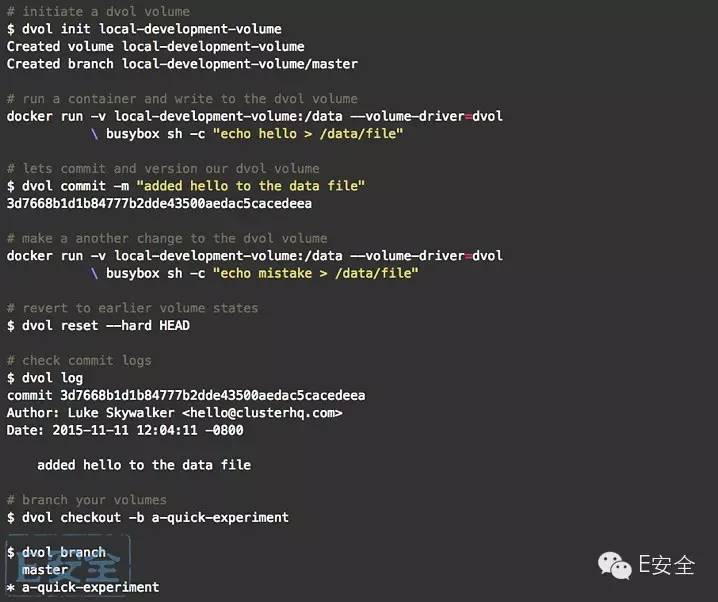 # initiate a dvol volume
$ dvol init local-development-volume
Created volume local-development-volume
Created branch local-development-volume/master
# run a container and write to the dvol volume
docker run -v local-development-volume:/data --volume-driver=dvol
\ busybox sh -c "echo hello > /data/file"
# lets commit and version our dvol volume
$ dvol commit -m "added hello to the data file"
3d7668b1d1b84777b2dde43500aedac5cacedeea
# make a another change to the dvol volume
docker run -v local-development-volume:/data --volume-driver=dvol
\ busybox sh -c "echo mistake > /data/file"
# revert to earlier volume states
$ dvol reset --hard HEAD
# check commit logs
$ dvol log
commit 3d7668b1d1b84777b2dde43500aedac5cacedeea
Author: Luke Skywalker <hello@clusterhq.com>
Date: 2015-11-11 12:04:11 -0800
added hello to the data file
# branch your volumes
$ dvol checkout -b a-quick-experiment
$ dvol branch
master
* a-quick-experiment
E安全
E安全